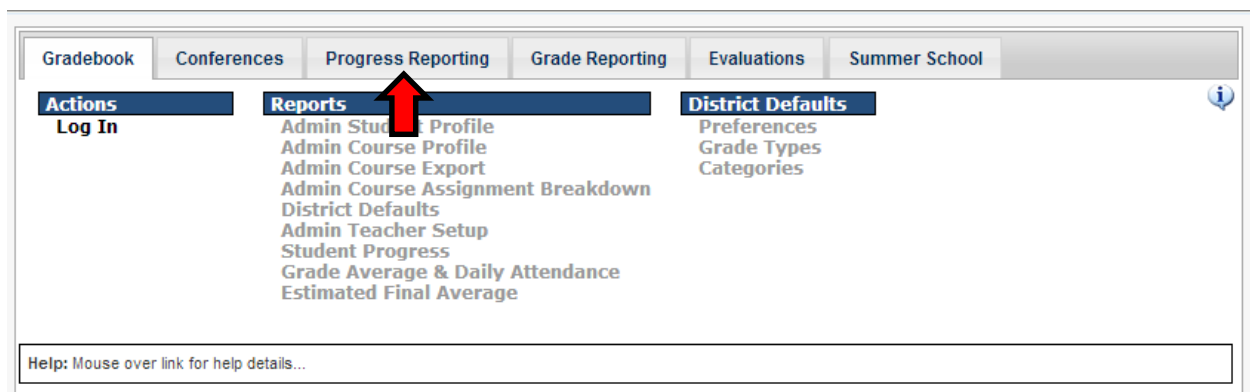 Gradebook Conferences Progress Reporting Grade Reporting Evaluations Summer School
Actions
Log In
Reports
Admin Student Profile
Admin Course Profile
Admin Course Export
Admin Course Assignment Breakdown
District Defaults
Admin Teacher Setup
Student Progress
Grade Average & Daily Attendance
Estimated Final Average
District Defaults
Preferences
Grade Types
Categories
Help: Mouse over link for help details...